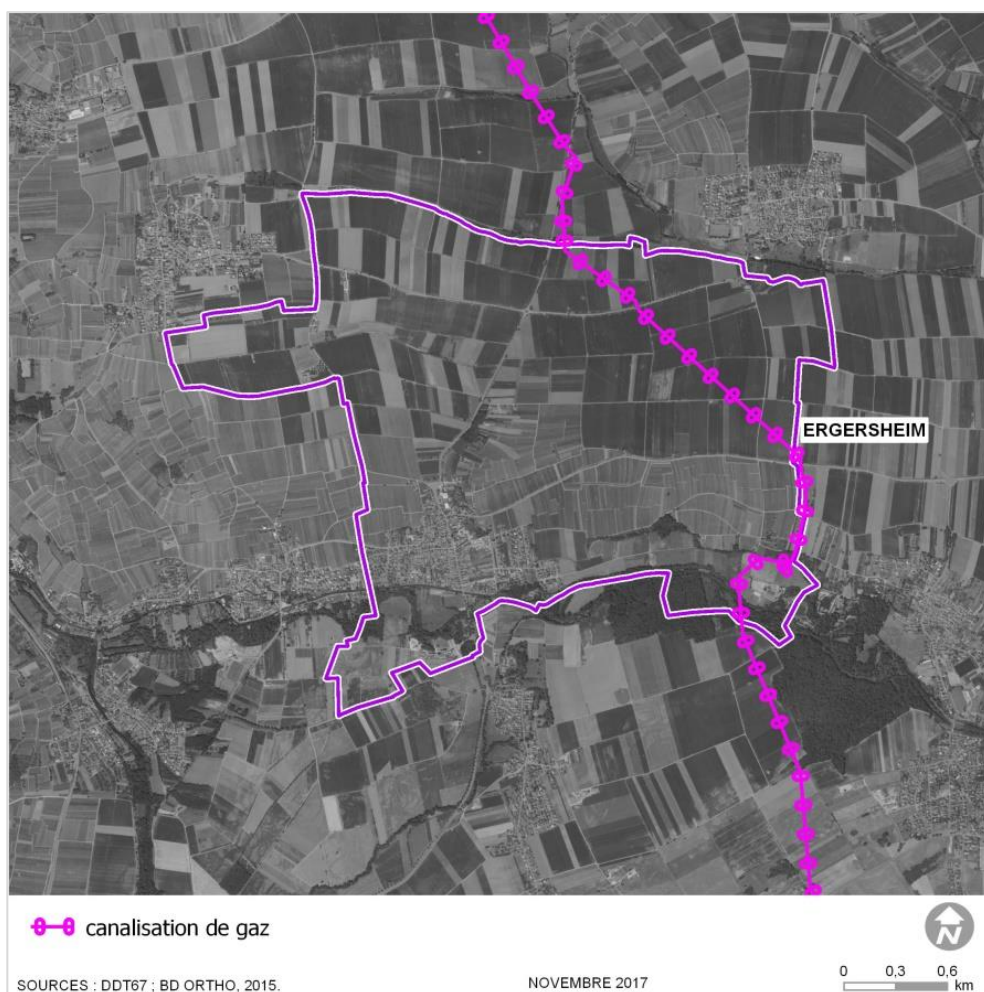 ERGERSHEIM
canalisation de gaz
N
SOURCES : DDT67 ; BD ORTHO, 2015.
NOVEMBRE 2017
0 0,3 0,6
km